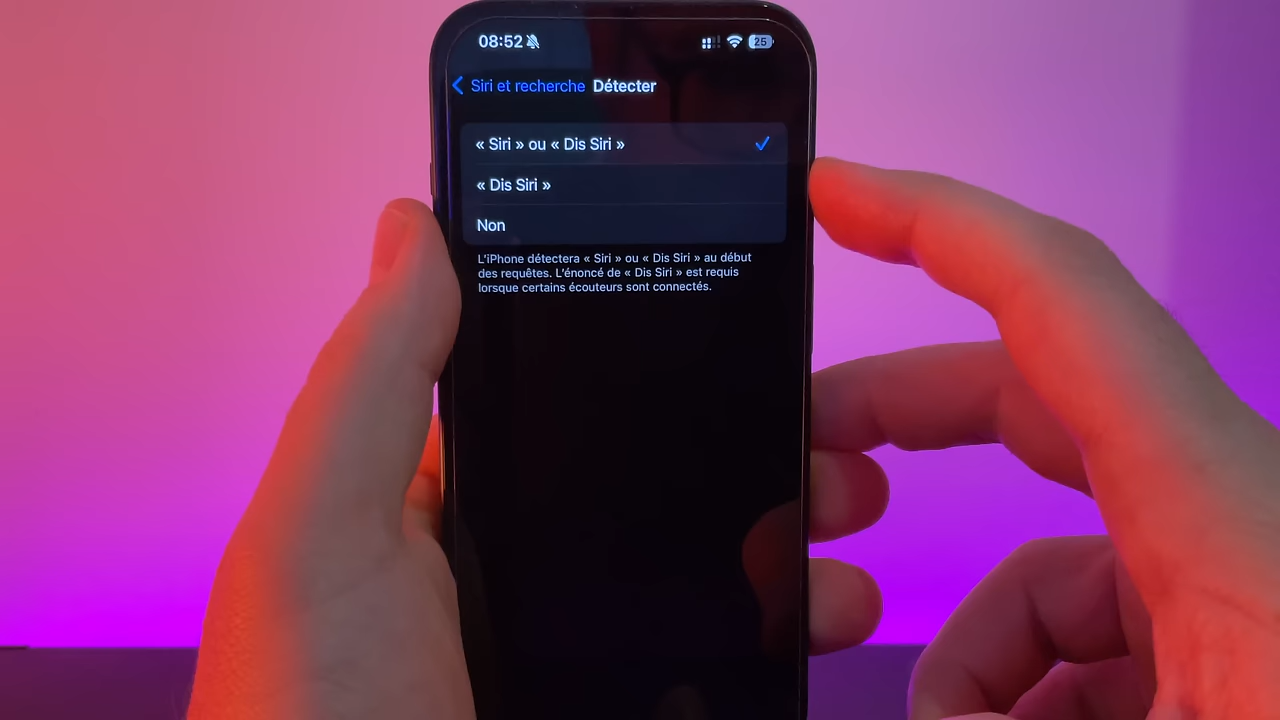 08:52
25
Siri et recherche Détecter
« Siri » ou « Dis Siri »
« Dis Siri »
Non
L'iPhone détectera « Siri » ou « Dis Siri » au début
des requêtes. L'énoncé de « Dis Siri » est requis
lorsque certains écouteurs sont connectés.